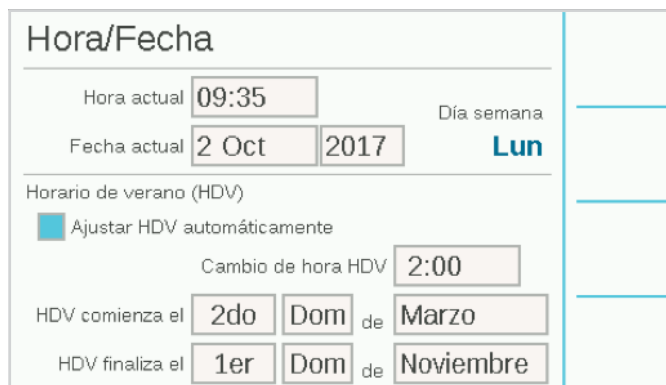 Hora/Fecha
Hora actual 09:35
Día semana
Fecha actual 2 Oct 2017 Lun
Horario de verano (HDV)
Ajustar HDV automáticamente
Cambio de hora HDV 2:00
HDV comienza el 2do Dom de Marzo
HDV finaliza el 1er Dom de Noviembre